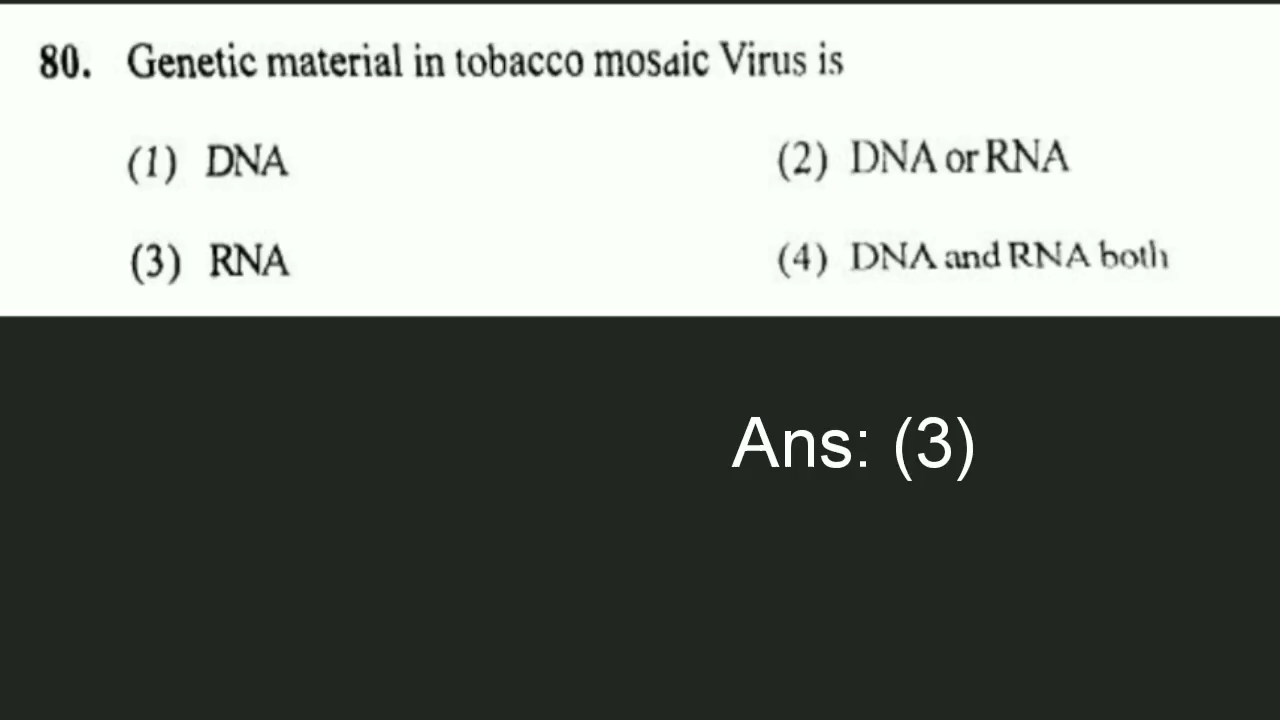 80. Genetic material in tobacco mosaic Virus is
(1) DNA (2) DNA or RNA
(3) RNA (4) DNA and RNA both
Ans: (3)